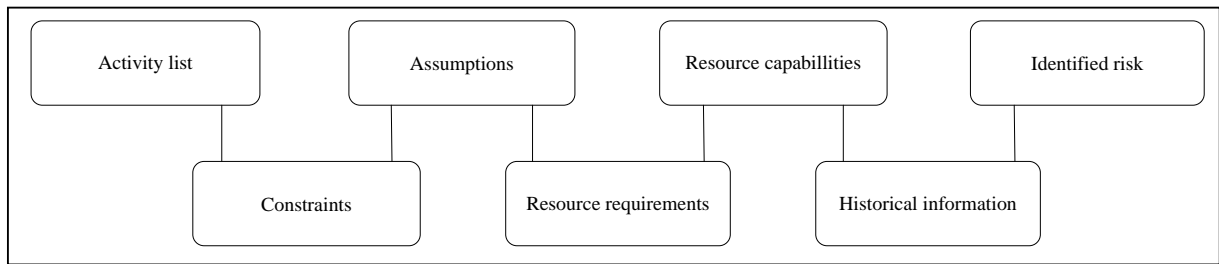 Activity list
Assumptions
Resource capabillities
Identified risk
Constraints
Resource requirements
Historical information